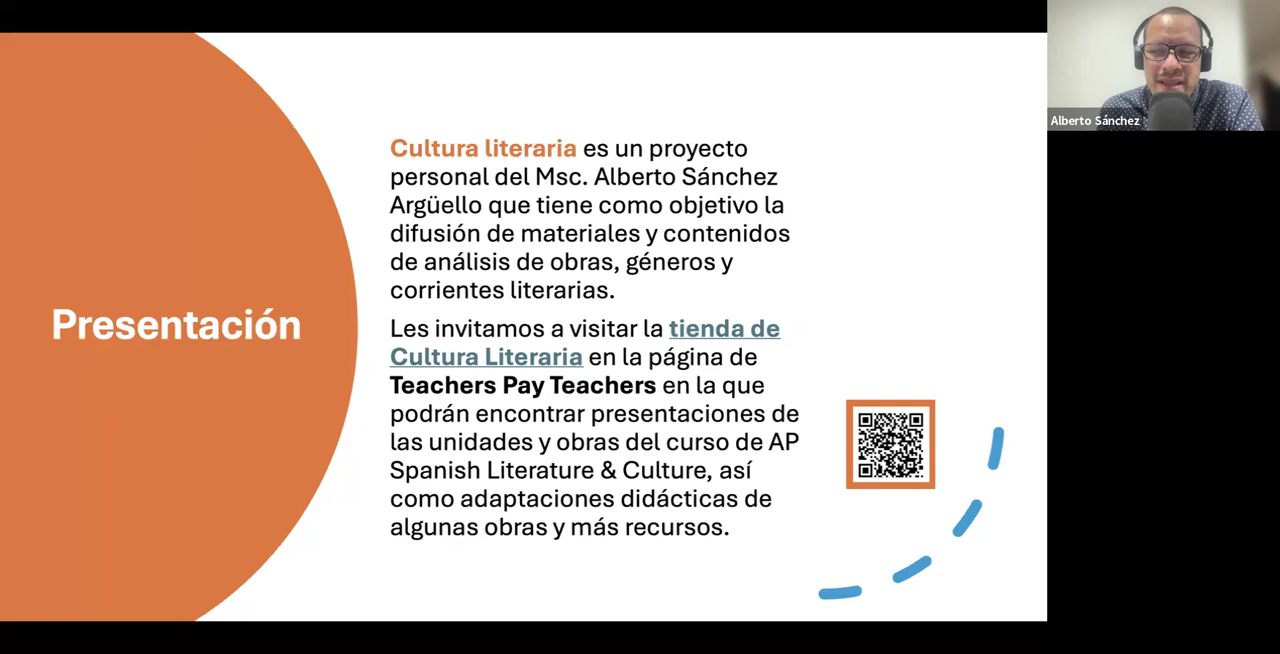 Presentación
Cultura literaria es un proyecto
personal del Msc. Alberto Sánchez
Argüello que tiene como objetivo la
difusión de materiales y contenidos
de análisis de obras, géneros y
corrientes literarias.
Les invitamos a visitar la tienda de
Cultura Literaria en la página de
Teachers Pay Teachers en la que
podrán encontrar presentaciones de
las unidades y obras del curso de AP
Spanish Literature & Culture, así
como adaptaciones didácticas de
algunas obras y más recursos.
Alberto Sánchez